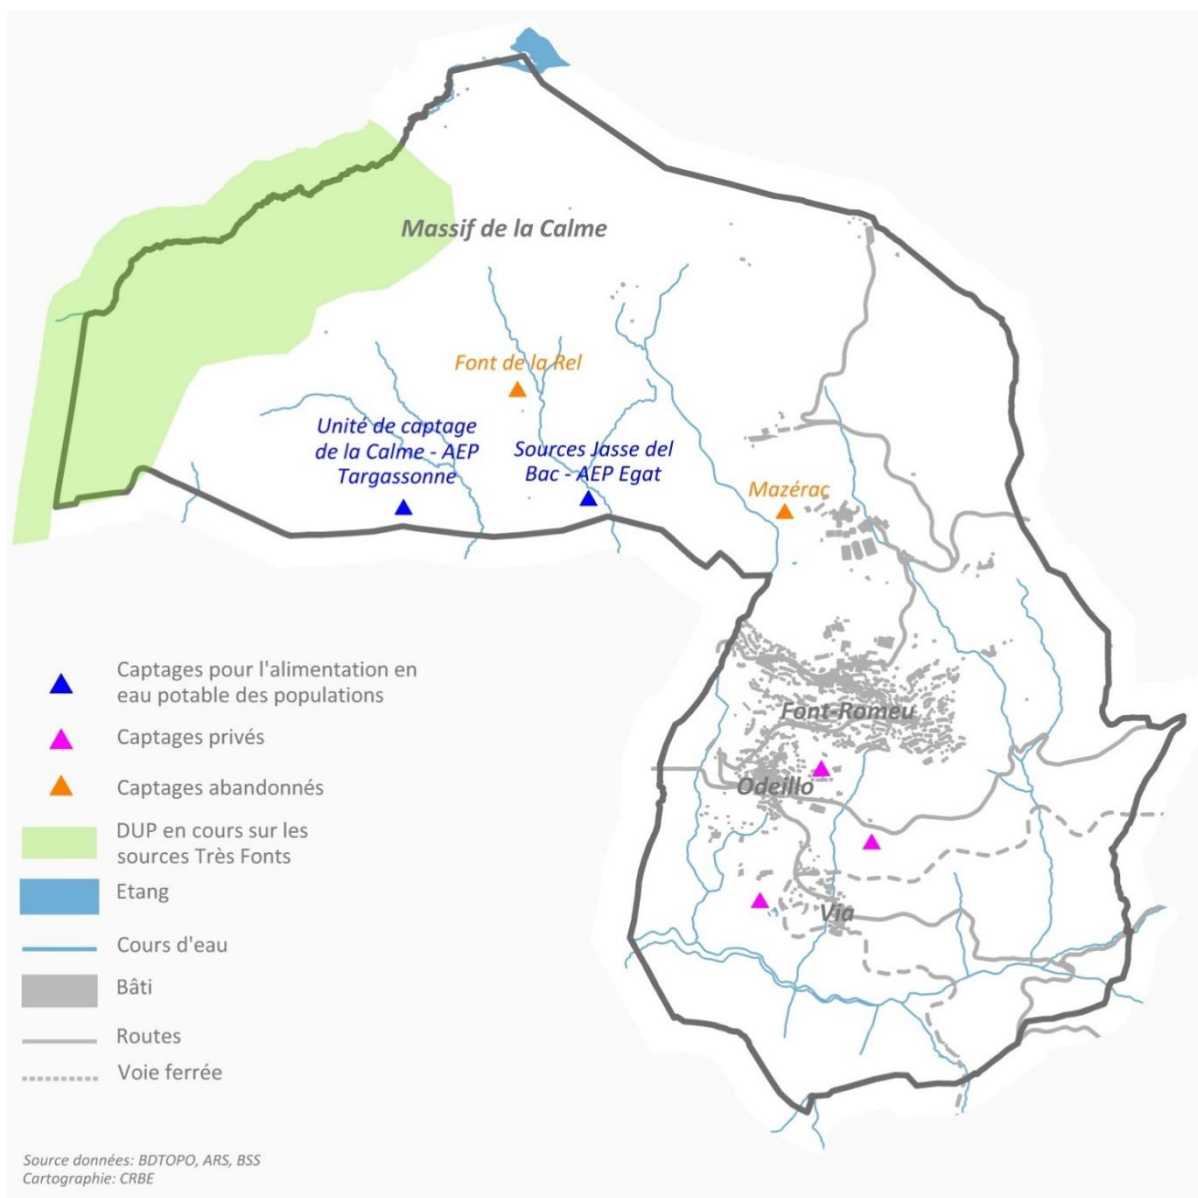 Massif de la Calme
Font de la Rel
Unité de captage
de la Calme - AEP
Targassonne
Sources Jasse del
Bac - AEP Egat
Mazérac
Font-Romeu
Odeillo
Via
Captages pour l'alimentation en
eau potable des populations
Captages privés
Captages abandonnés
DUP en cours sur les
sources Très Fonts
Etang
Cours d'eau
Bâti
Routes
Voie ferrée
Source données: BDTOPO, ARS, BSS
Cartographie: CRBE